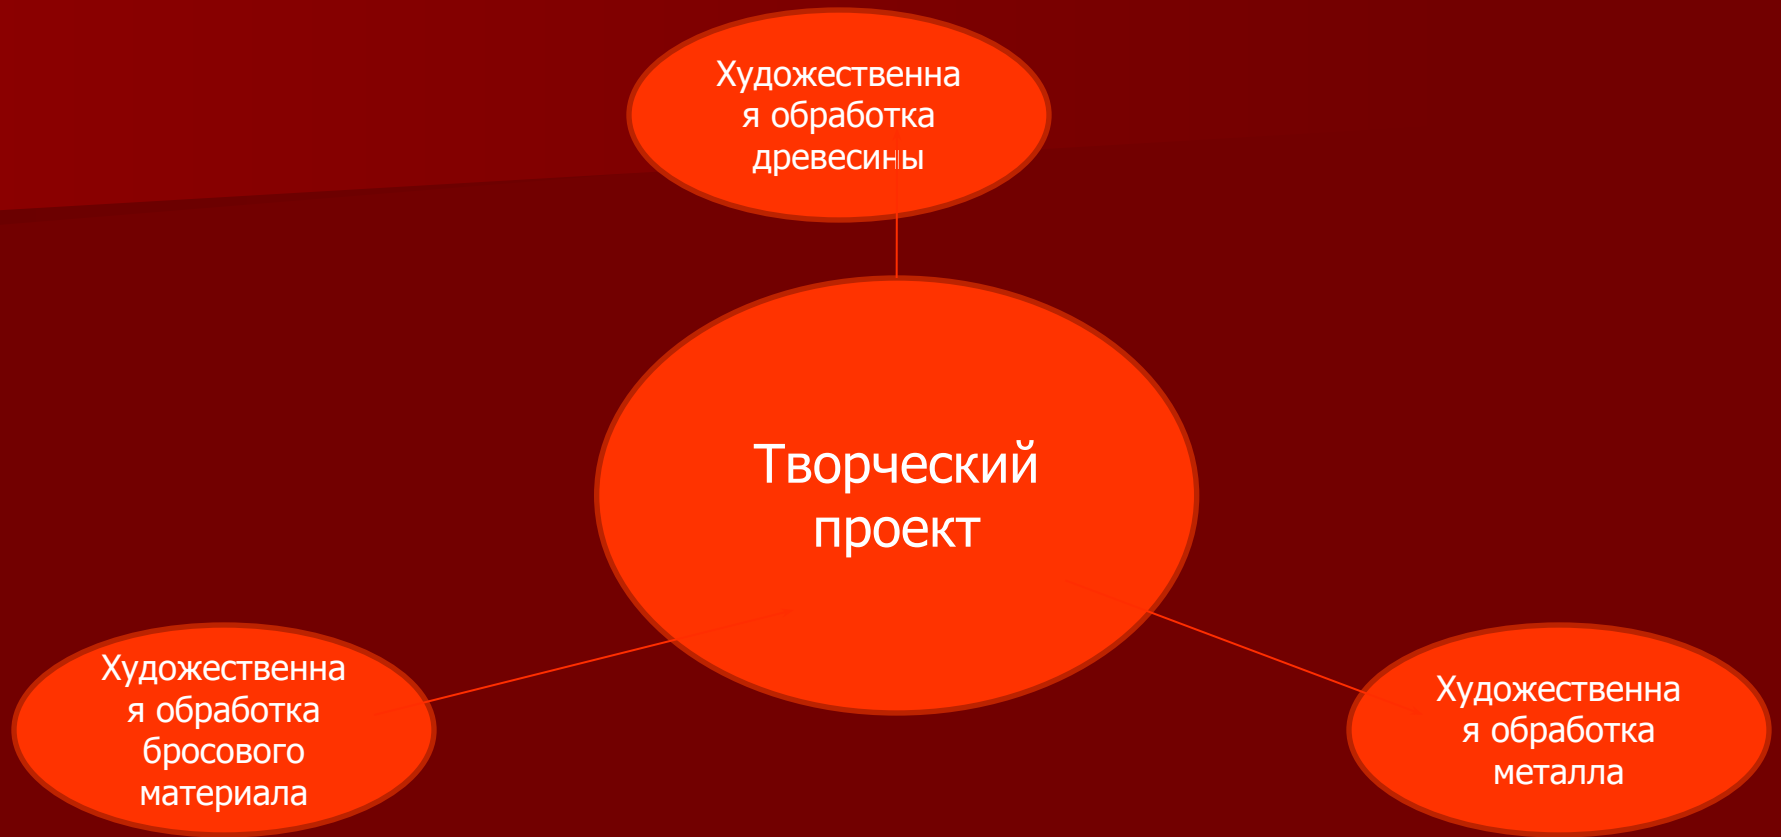 Художественна
я обработка
древесины
Творческий
проект
Художественна
я обработка
бросового
материала
Художественна
я обработка
металла